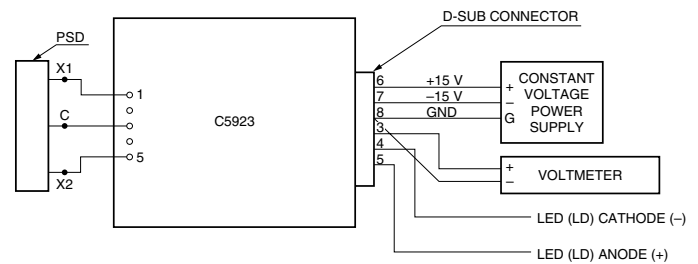 D-SUB CONNECTOR
PSD
X1
C
X2
1
5
C5923
6
7
8
3
4
5
+15 V
–15 V
GND
+
–
G
CONSTANT
VOLTAGE
POWER
SUPPLY
+
–
VOLTMETER
LED (LD) CATHODE (–)
LED (LD) ANODE (+)